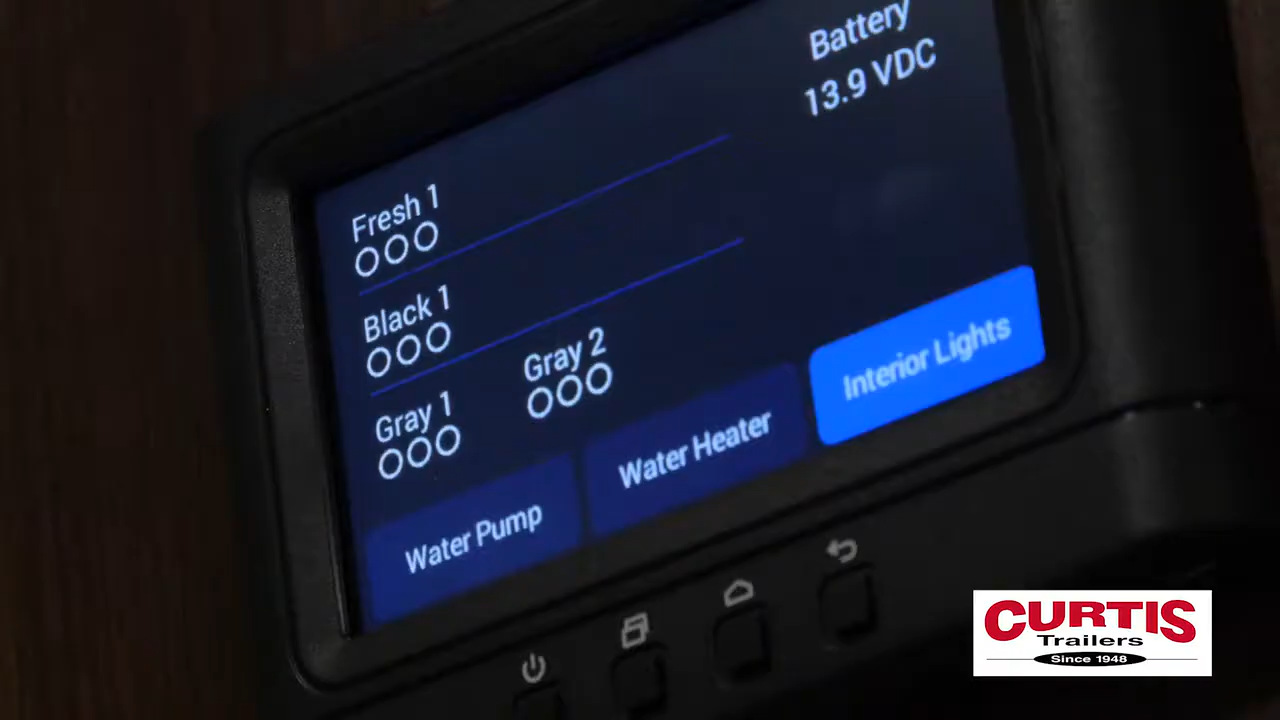 Battery
13.9 VDC
Fresh 1
Black 1
Gray 1
Gray 2
Water Pump
Water Heater
Interior Lights
CURTIS
Trailers
Since 1948